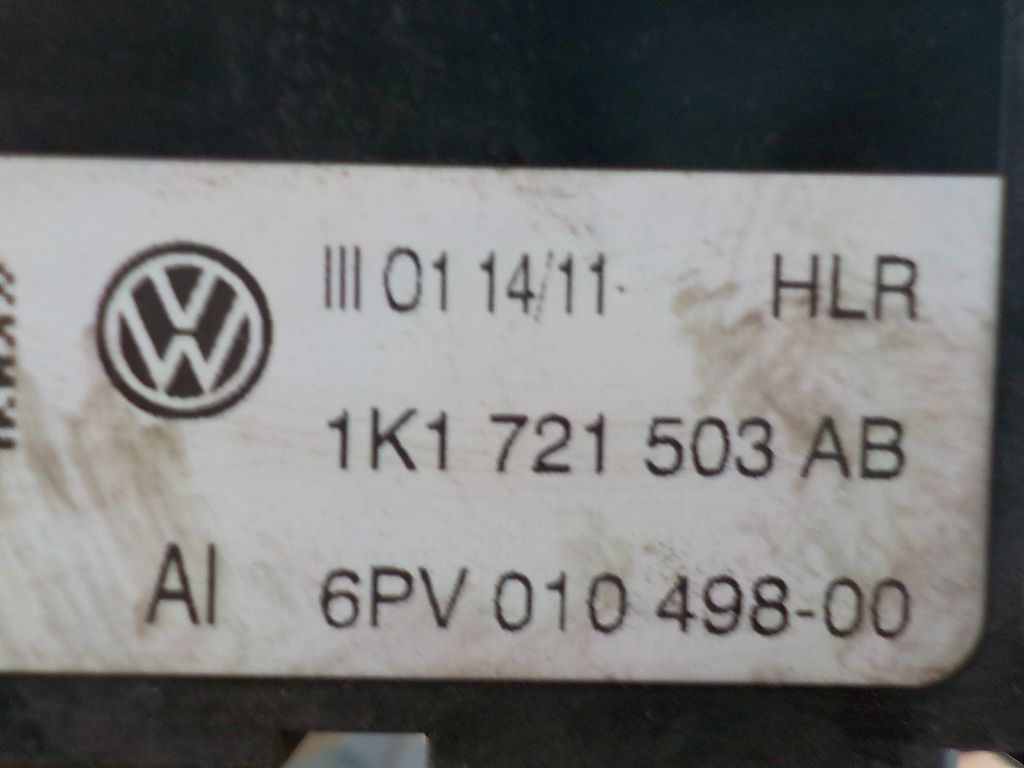 III 01 14/11 HLR
1K1 721 503 AB
AI 6PV 010 498-00